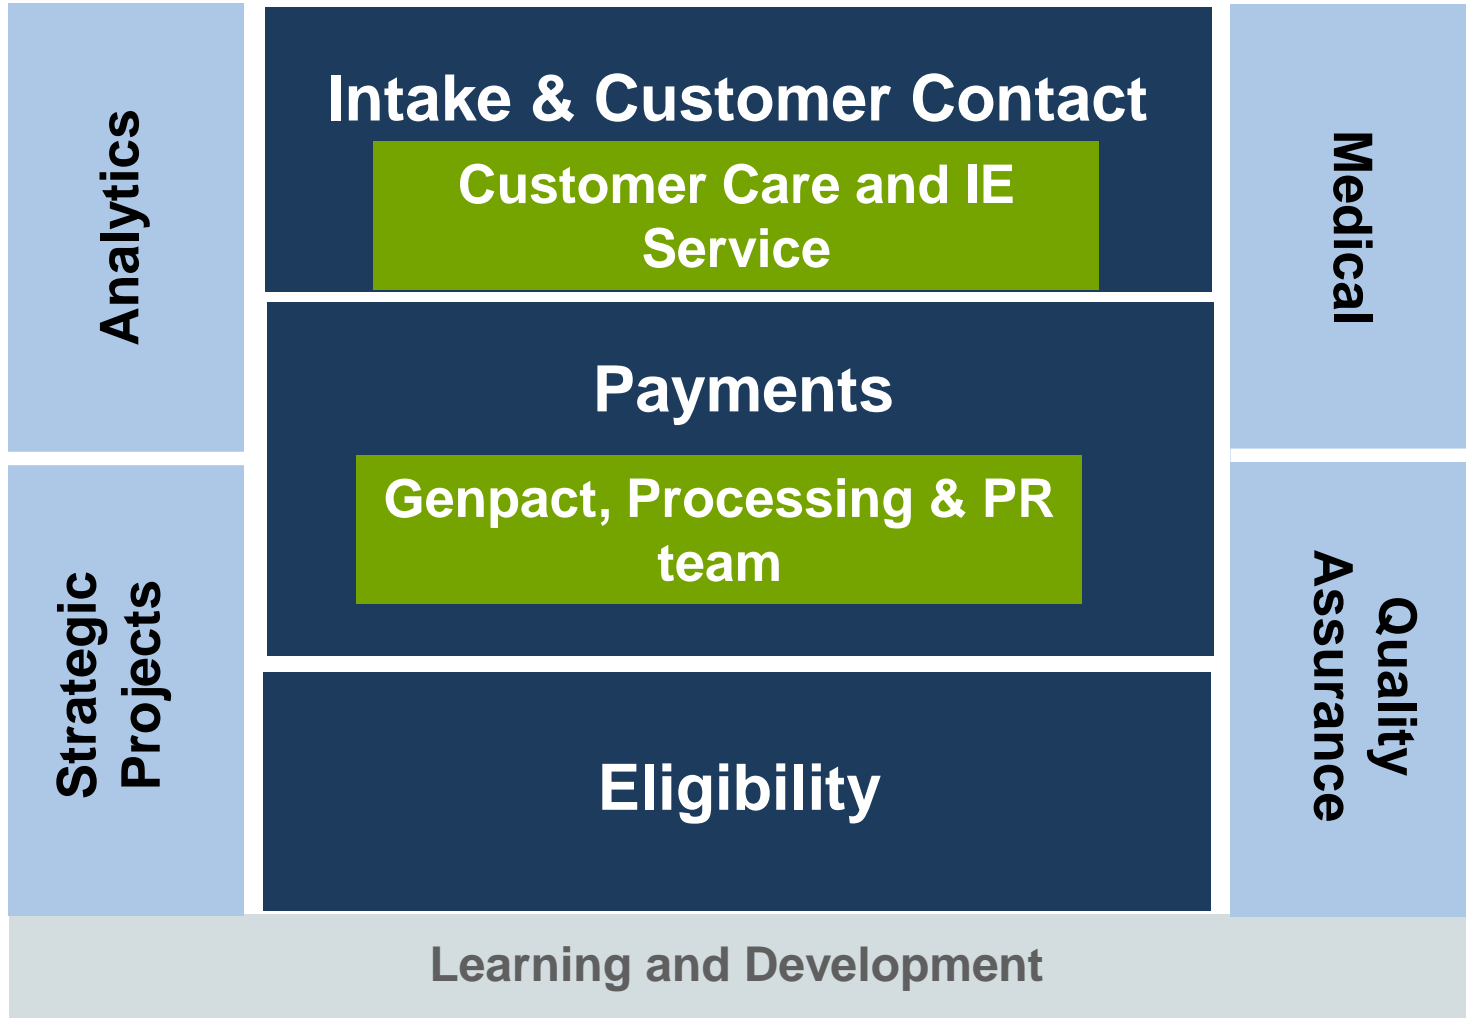 Analytics
Intake & Customer Contact
Customer Care and IE
Service
Medical
Payments
Genpact, Processing & PR
team
Strategic
Projects
Quality
Assurance
Eligibility
Learning and Development